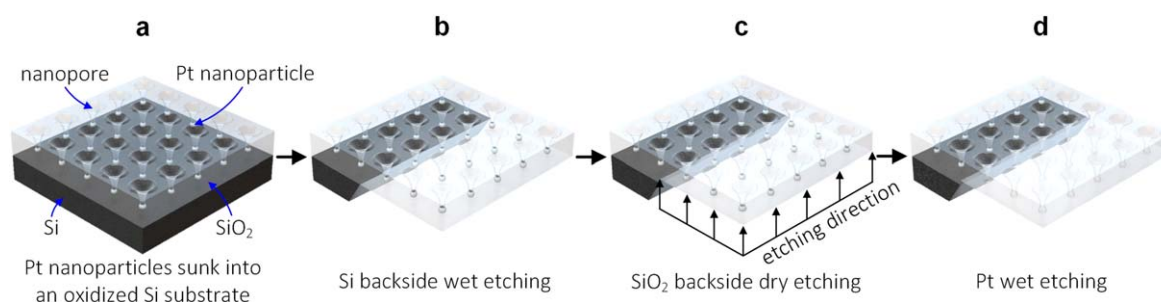 a
b
c
d
nanopore
Pt nanoparticle
Si
SiO₂
etching direction
Pt nanoparticles sunk into
an oxidized Si substrate
Si backside wet etching
SiO₂ backside dry etching
Pt wet etching